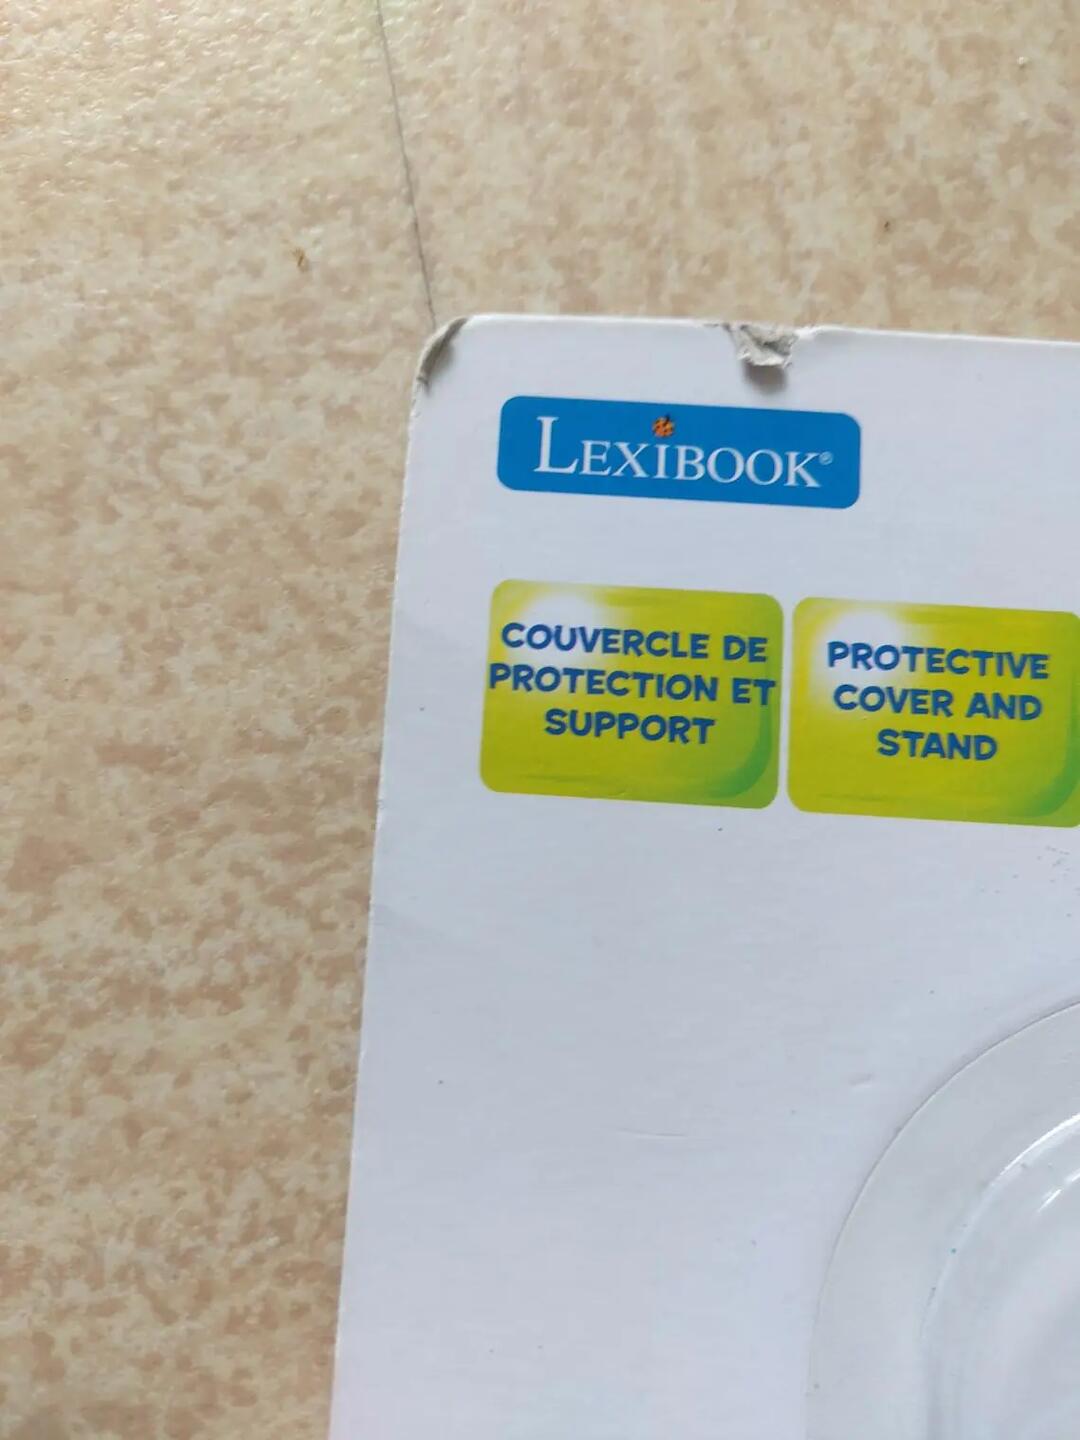 LEXIBOOK®
COUVERCLE DE
PROTECTION ET
SUPPORT
PROTECTIVE
COVER AND
STAND